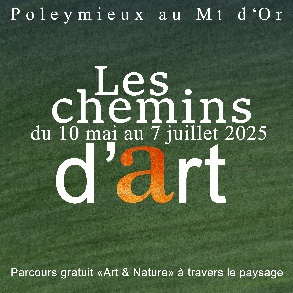 Poleymieux au Mt d'Or
Les
chemins
du 10 mai au 7 juillet 2025
d'art
Parcours gratuit «Art & Nature» à travers le paysage